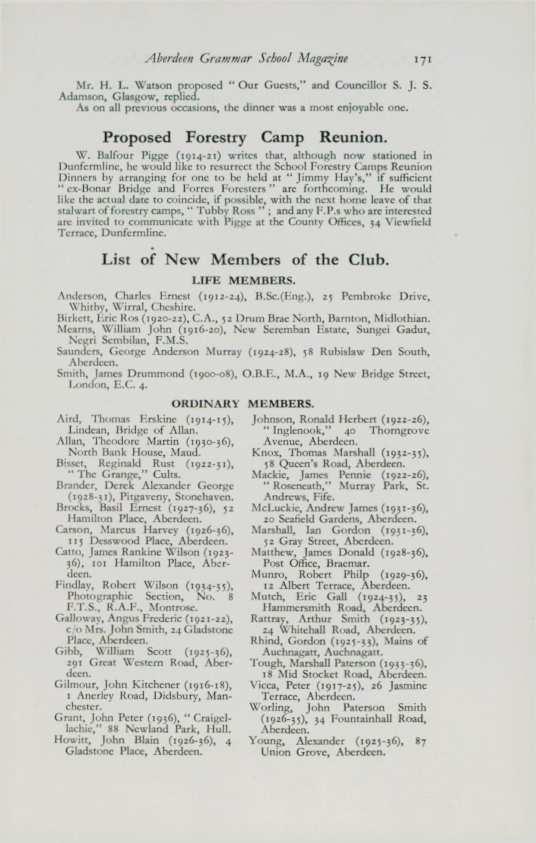 Aberdeen Grammar School Magazine 171
Mr. H. L. Watson proposed “ Our Guests,” and Councillor S. J. S.
Adamson, Glasgow, replied.
As on all previous occasions, the dinner was a most enjoyable one.
Proposed Forestry Camp Reunion.
W. Balfour Pigge (1914-21) writes that, although now stationed in
Dunfermline, he would like to resurrect the School Forestry Camps Reunion
Dinners by arranging for one to be held at “ Jimmy Hay's,” if sufficient
“ ex-Bonar Bridge and Forres Foresters ” are forthcoming. He would
like the actual date to coincide, if possible, with the next home leave of that
stalwart of forestry camps, “ Tubby Ross ” ; and any F.P.s who are interested
are invited to communicate with Pigge at the County Offices, 34 Viewfield
Terrace, Dunfermline.
List of New Members of the Club.
LIFE MEMBERS.
Anderson, Charles Ernest (1912-24), B.Sc.(Eng.), 25 Pembroke Drive,
Whitby, Wirral, Cheshire.
Birkett, Eric Ros (1920-22), C.A., 52 Drum Brae North, Barnton, Midlothian.
Mearns, William John (1916-20), New Seremban Estate, Sungei Gadut,
Negri Sembilan, F.M.S.
Saunders, George Anderson Murray (1924-28), 58 Rubislaw Den South,
Aberdeen.
Smith, James Drummond (1900-08), O.B.E., M.A., 19 New Bridge Street,
London, E.C. 4.
ORDINARY MEMBERS.
Aird, Thomas Erskine (1914-15),
Lindean, Bridge of Allan.
Allan, Theodore Martin (1930-36),
North Bank House, Maud.
Bisset, Reginald Rust (1922-31),
“ The Grange,” Cults.
Brander, Derek Alexander George
(1928-31), Pitgaveny, Stonehaven.
Brocks, Basil Ernest (1927-36), 52
Hamilton Place, Aberdeen.
Carson, Marcus Harvey (1926-36),
115 Desswood Place, Aberdeen.
Catto, James Rankine Wilson (1923-
36), 101 Hamilton Place, Aber-
deen.
Findlay, Robert Wilson (1934-35),
Photographic Section, No. 8
F.T.S., R.A.F., Montrose.
Galloway, Angus Frederic (1921-22),
c/o Mrs. John Smith, 24 Gladstone
Place, Aberdeen.
Gibb, William Scott (1925-36),
291 Great Western Road, Aber-
deen.
Gilmour, John Kitchener (1916-18),
1 Anerley Road, Didsbury, Man-
chester.
Grant, John Peter (1936), “ Craigel-
lachie,” 88 Newland Park, Hull.
Howitt, John Blain (1926-36), 4
Gladstone Place, Aberdeen.
Johnson, Ronald Herbert (1922-26),
“ Inglenook,” 40 Thorngrove
Avenue, Aberdeen.
Knox, Thomas Marshall (1932-35),
58 Queen's Road, Aberdeen.
Mackie, James Pennie (1922-26),
“ Roseneath,” Murray Park, St.
Andrews, Fife.
McLuckie, Andrew James (1931-36),
20 Seafield Gardens, Aberdeen.
Marshall, Ian Gordon (1931-36),
52 Gray Street, Aberdeen.
Matthew, James Donald (1928-36),
Post Office, Braemar.
Munro, Robert Philp (1929-36),
12 Albert Terrace, Aberdeen.
Mutch, Eric Gall (1924-35), 23
Hammersmith Road, Aberdeen.
Rattray, Arthur Smith (1923-35),
24 Whitehall Road, Aberdeen.
Rhind, Gordon (1925-33), Mains of
Auchnagatt, Auchnagatt.
Tough, Marshall Paterson (1933-36),
18 Mid Stocket Road, Aberdeen.
Vicca, Peter (1917-25), 26 Jasmine
Terrace, Aberdeen.
Worling, John Paterson Smith
(1926-35), 34 Fountainhall Road,
Aberdeen.
Young, Alexander (1925-36), 87
Union Grove, Aberdeen.